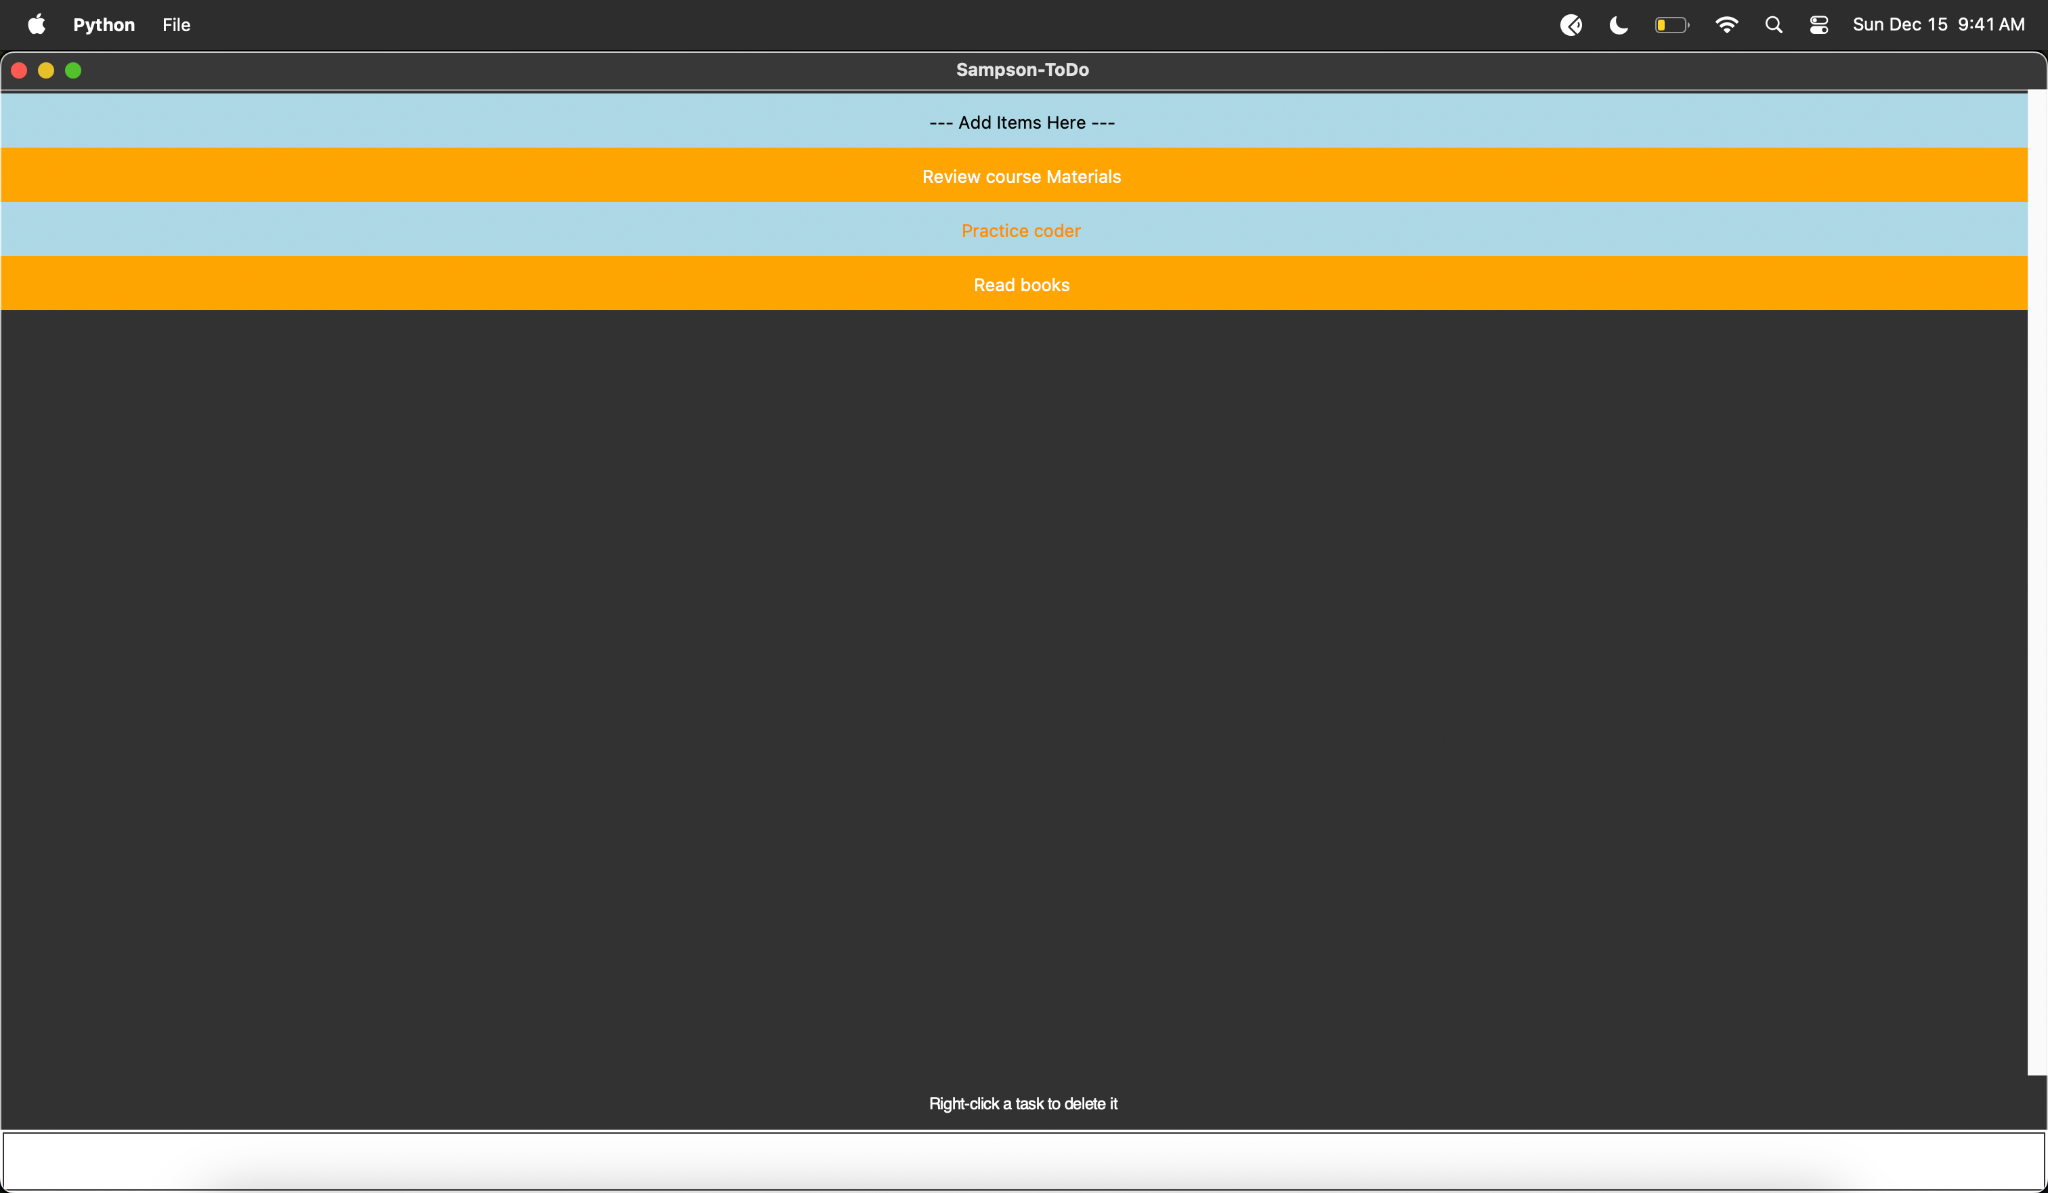 Python File Sun Dec 15 9:41 AM
Sampson-ToDo
--- Add Items Here ---
Review course Materials
Practice coder
Read books
Right-click a task to delete it